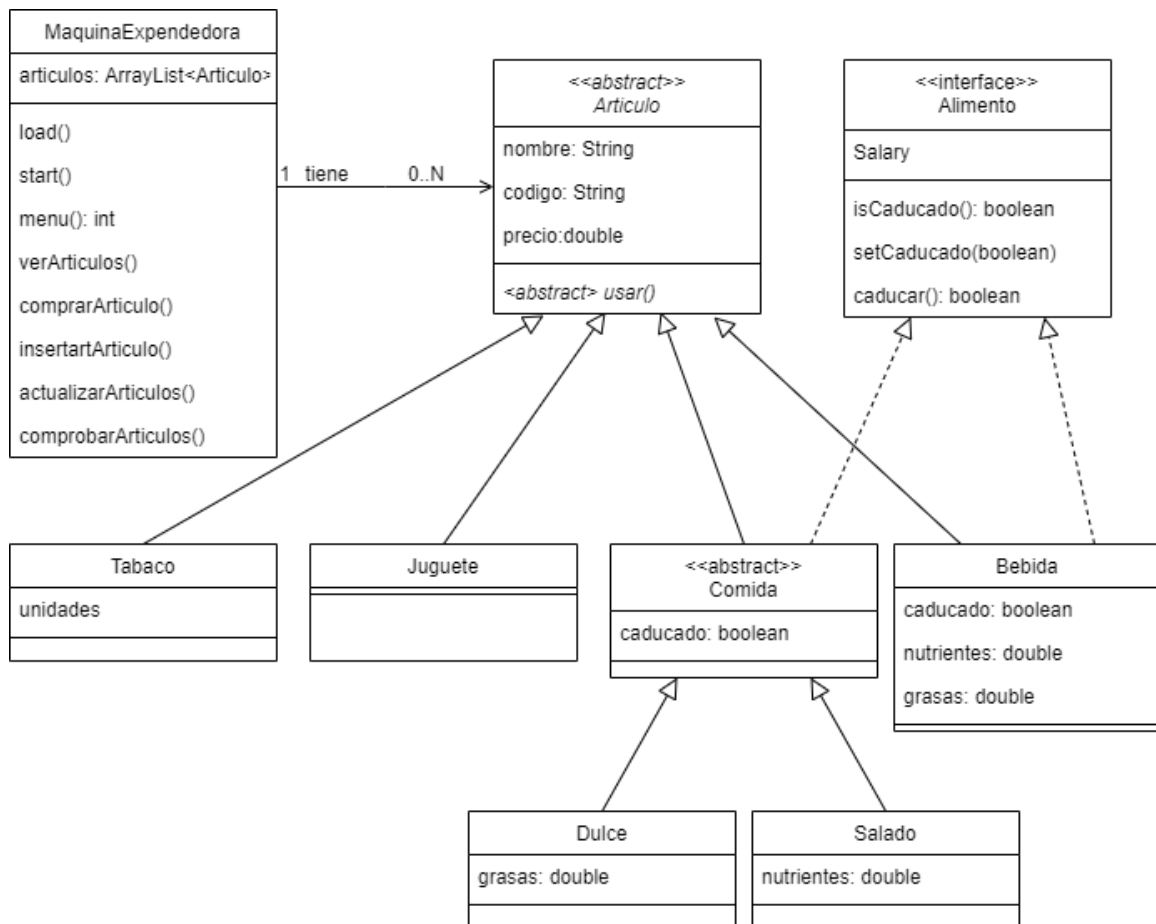 MaquinaExpendedora
articulos: ArrayList<Articulo>
load()
start()
menu(): int
verArticulos()
comprarArticulo()
insertartArticulo()
actualizarArticulos()
comprobarArticulos()
1 tiene 0..N
<<abstract>>
Articulo
nombre: String
codigo: String
precio:double
<abstract> usar()
<<interface>>
Alimento
Salary
isCaducado(): boolean
setCaducado(boolean)
caducar(): boolean
Tabaco
unidades
Juguete
<<abstract>>
Comida
caducado: boolean
Bebida
caducado: boolean
nutrientes: double
grasas: double
Dulce
grasas: double
Salado
nutrientes: double